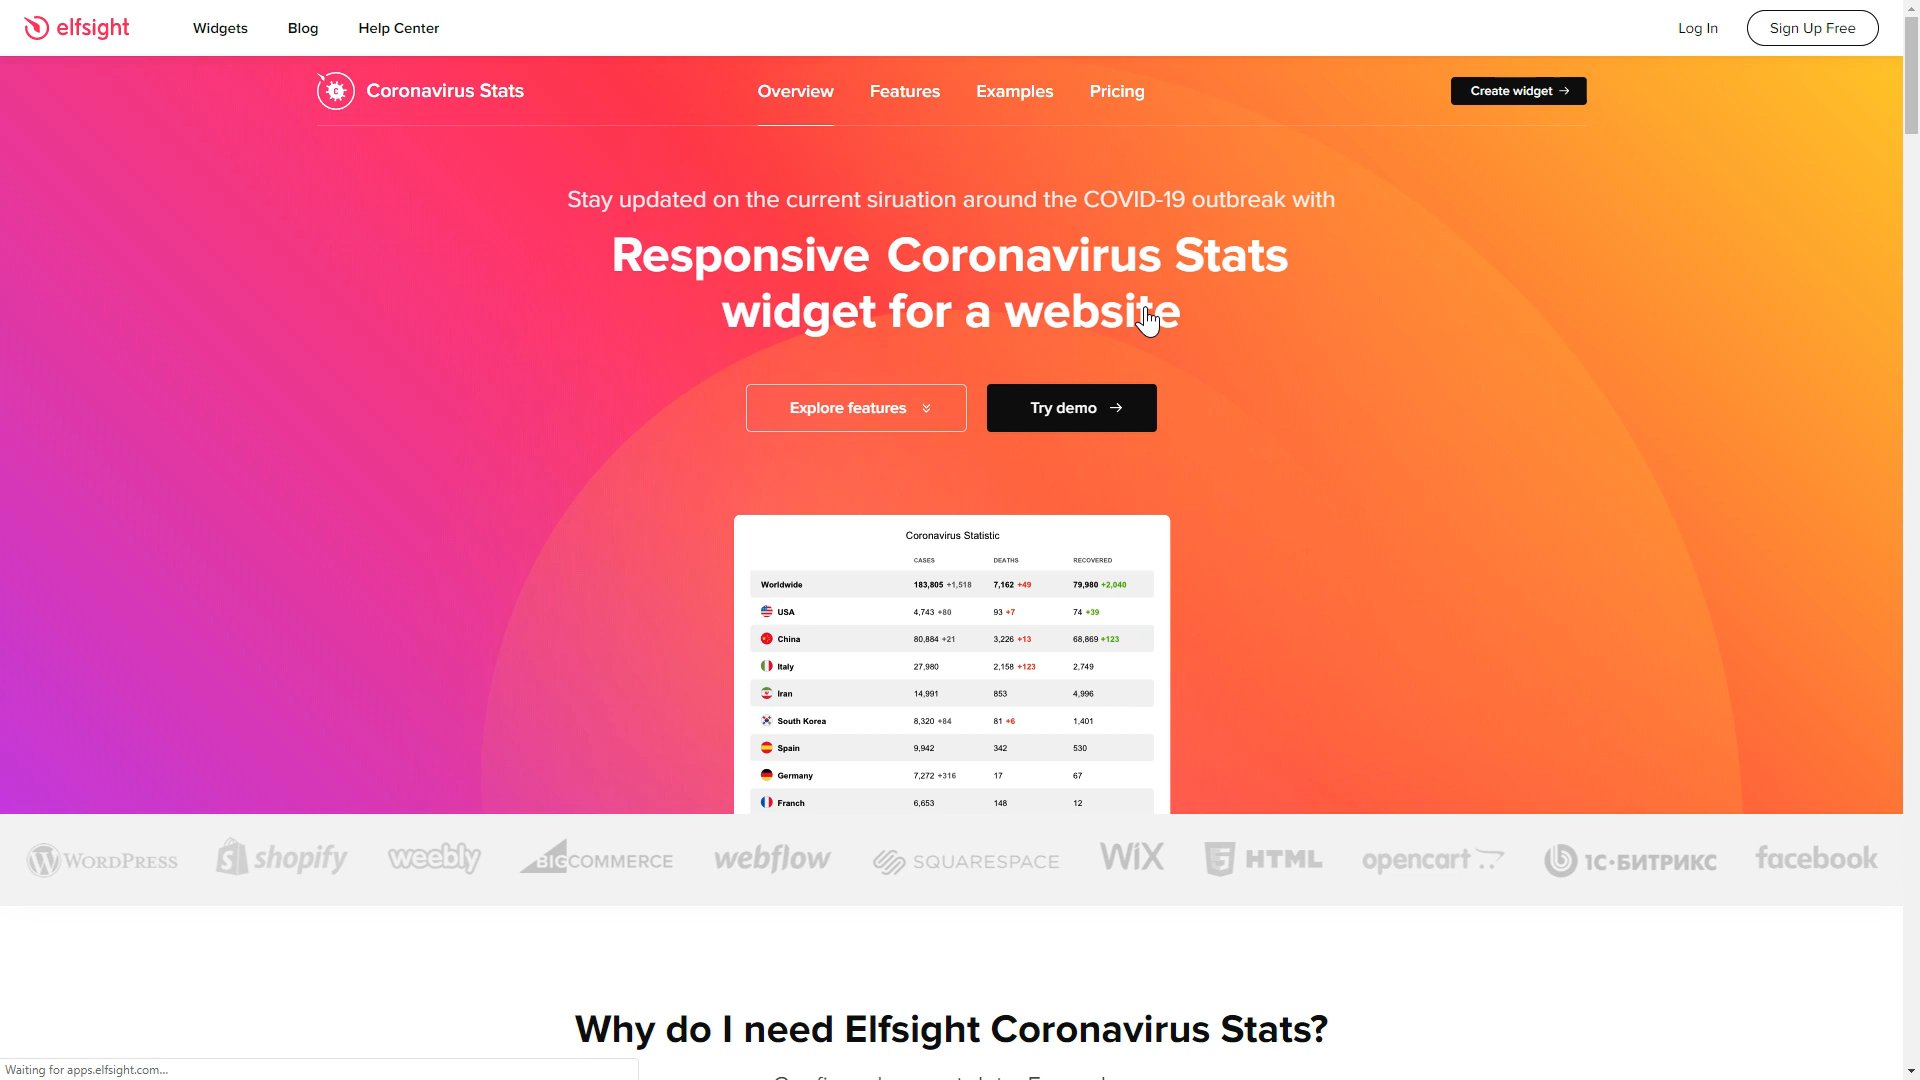 elfsight
Widgets
Blog
Help Center
Log In
Sign Up Free
Coronavirus Stats
Overview
Features
Examples
Pricing
Create widget →
Stay updated on the current siruation around the COVID-19 outbreak with
Responsive Coronavirus Stats
widget for a website
Explore features
Try demo →
Coronavirus Statistic
CASES DEATHS RECOVERED
Worldwide 183,805 +1,518 7,162 +49 79,980 +2,040
USA 4,743 +80 93 +7 74 +39
China 80,884 +21 3,226 +13 68,869 +123
Italy 27,980 2,158 +123 2,749
Iran 14,991 853 4,996
South Korea 8,320 +84 81 +6 1,401
Spain 9,942 342 530
Germany 7,272 +316 17 67
Franch 6,653 148 12
WORDPRESS
shopify
weebly
BIGCOMMERCE
webflow
SQUARESPACE
WiX
HTML
opencart
1С·БИТРИКС
facebook
Why do I need Elfsight Coronavirus Stats?
Waiting for apps.elfsight.com...